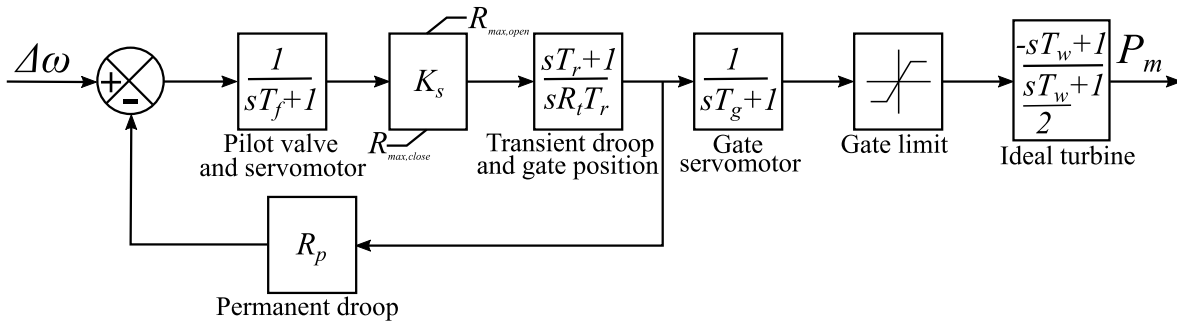 R_max,open
Δω
+
-
1
sT_f+1
K_s
sT_r+1
sR_tT_r
1
sT_g+1
-sT_w+1
sT_w+1
2
P_m
R_max,close
Pilot valve
and servomotor
Transient droop
and gate position
Gate
servomotor
Gate limit
Ideal turbine
R_p
Permanent droop